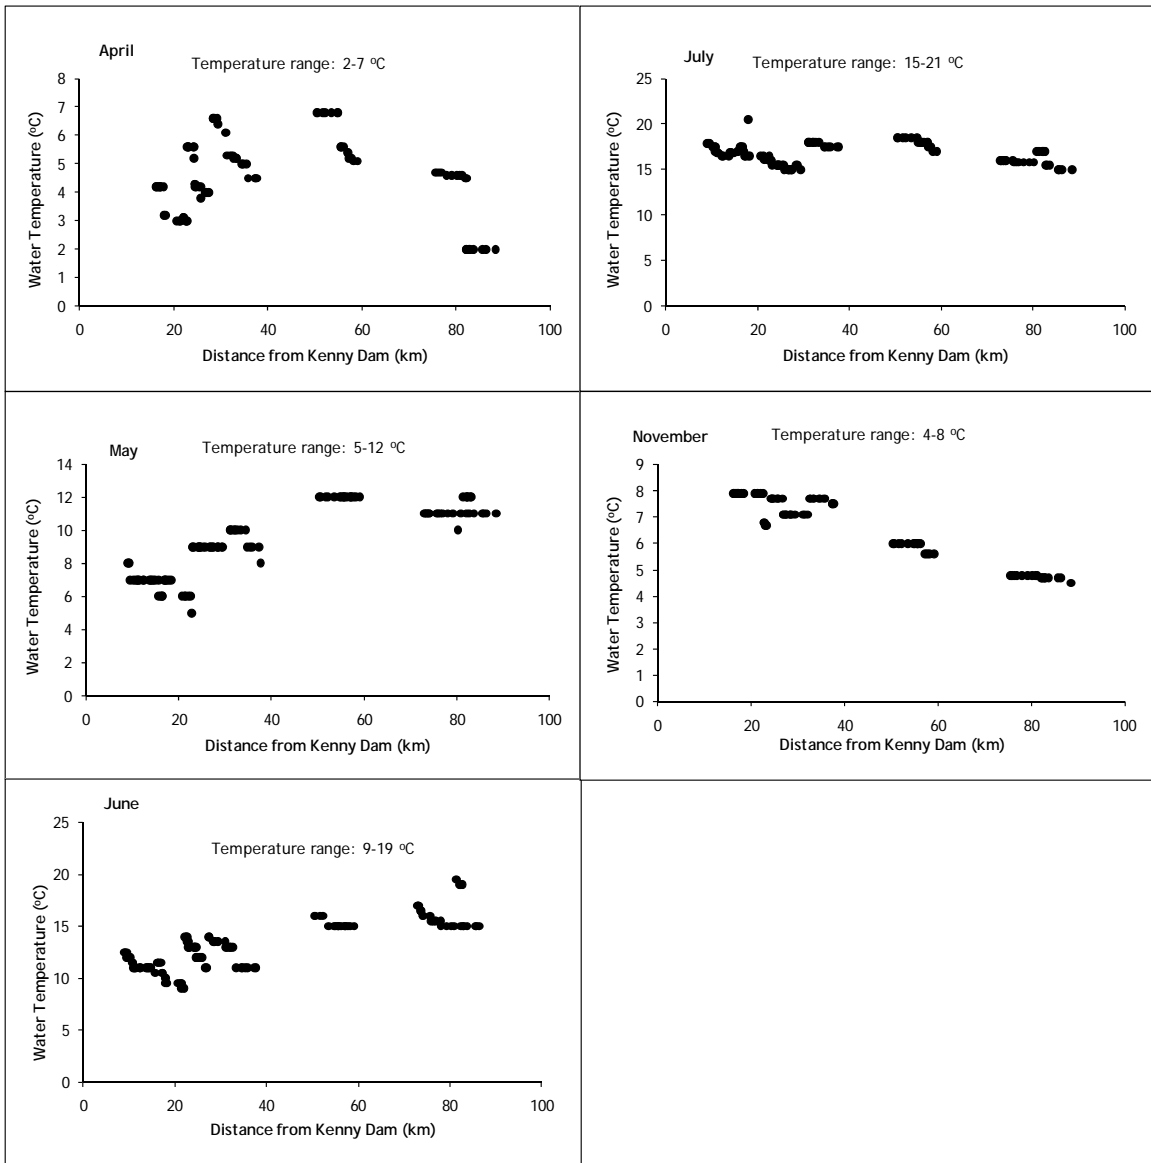 April
Temperature range: 2-7 ºC
8
7
6
5
4
3
2
1
0
Water Temperature (ºC)
0 20 40 60 80 100
Distance from Kenny Dam (km)
July
Temperature range: 15-21 ºC
25
20
15
10
5
0
Water Temperature (ºC)
0 20 40 60 80 100
Distance from Kenny Dam (km)
May
Temperature range: 5-12 ºC
14
12
10
8
6
4
2
0
Water Temperature (ºC)
0 20 40 60 80 100
Distance from Kenny Dam (km)
November
Temperature range: 4-8 ºC
9
8
7
6
5
4
3
2
1
0
Water Temperature (ºC)
0 20 40 60 80 100
Distance from Kenny Dam (km)
June
Temperature range: 9-19 ºC
25
20
15
10
5
0
Water Temperature (ºC)
0 20 40 60 80 100
Distance from Kenny Dam (km)